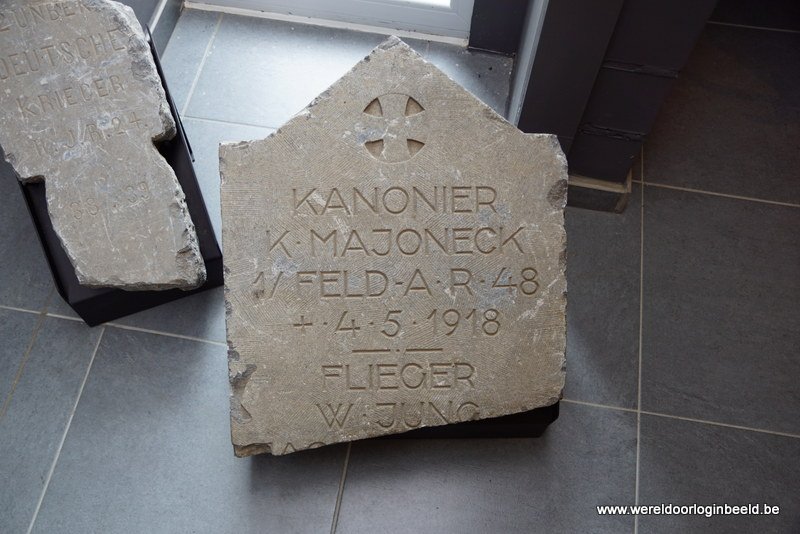 DEUTSCHE
KRIEGER
KANONIER
K·MAJONECK
1/FELD-A·R·48
+·4·5·1918
FLIEGER
W·JUNG
www.wereldoorloginbeeld.be